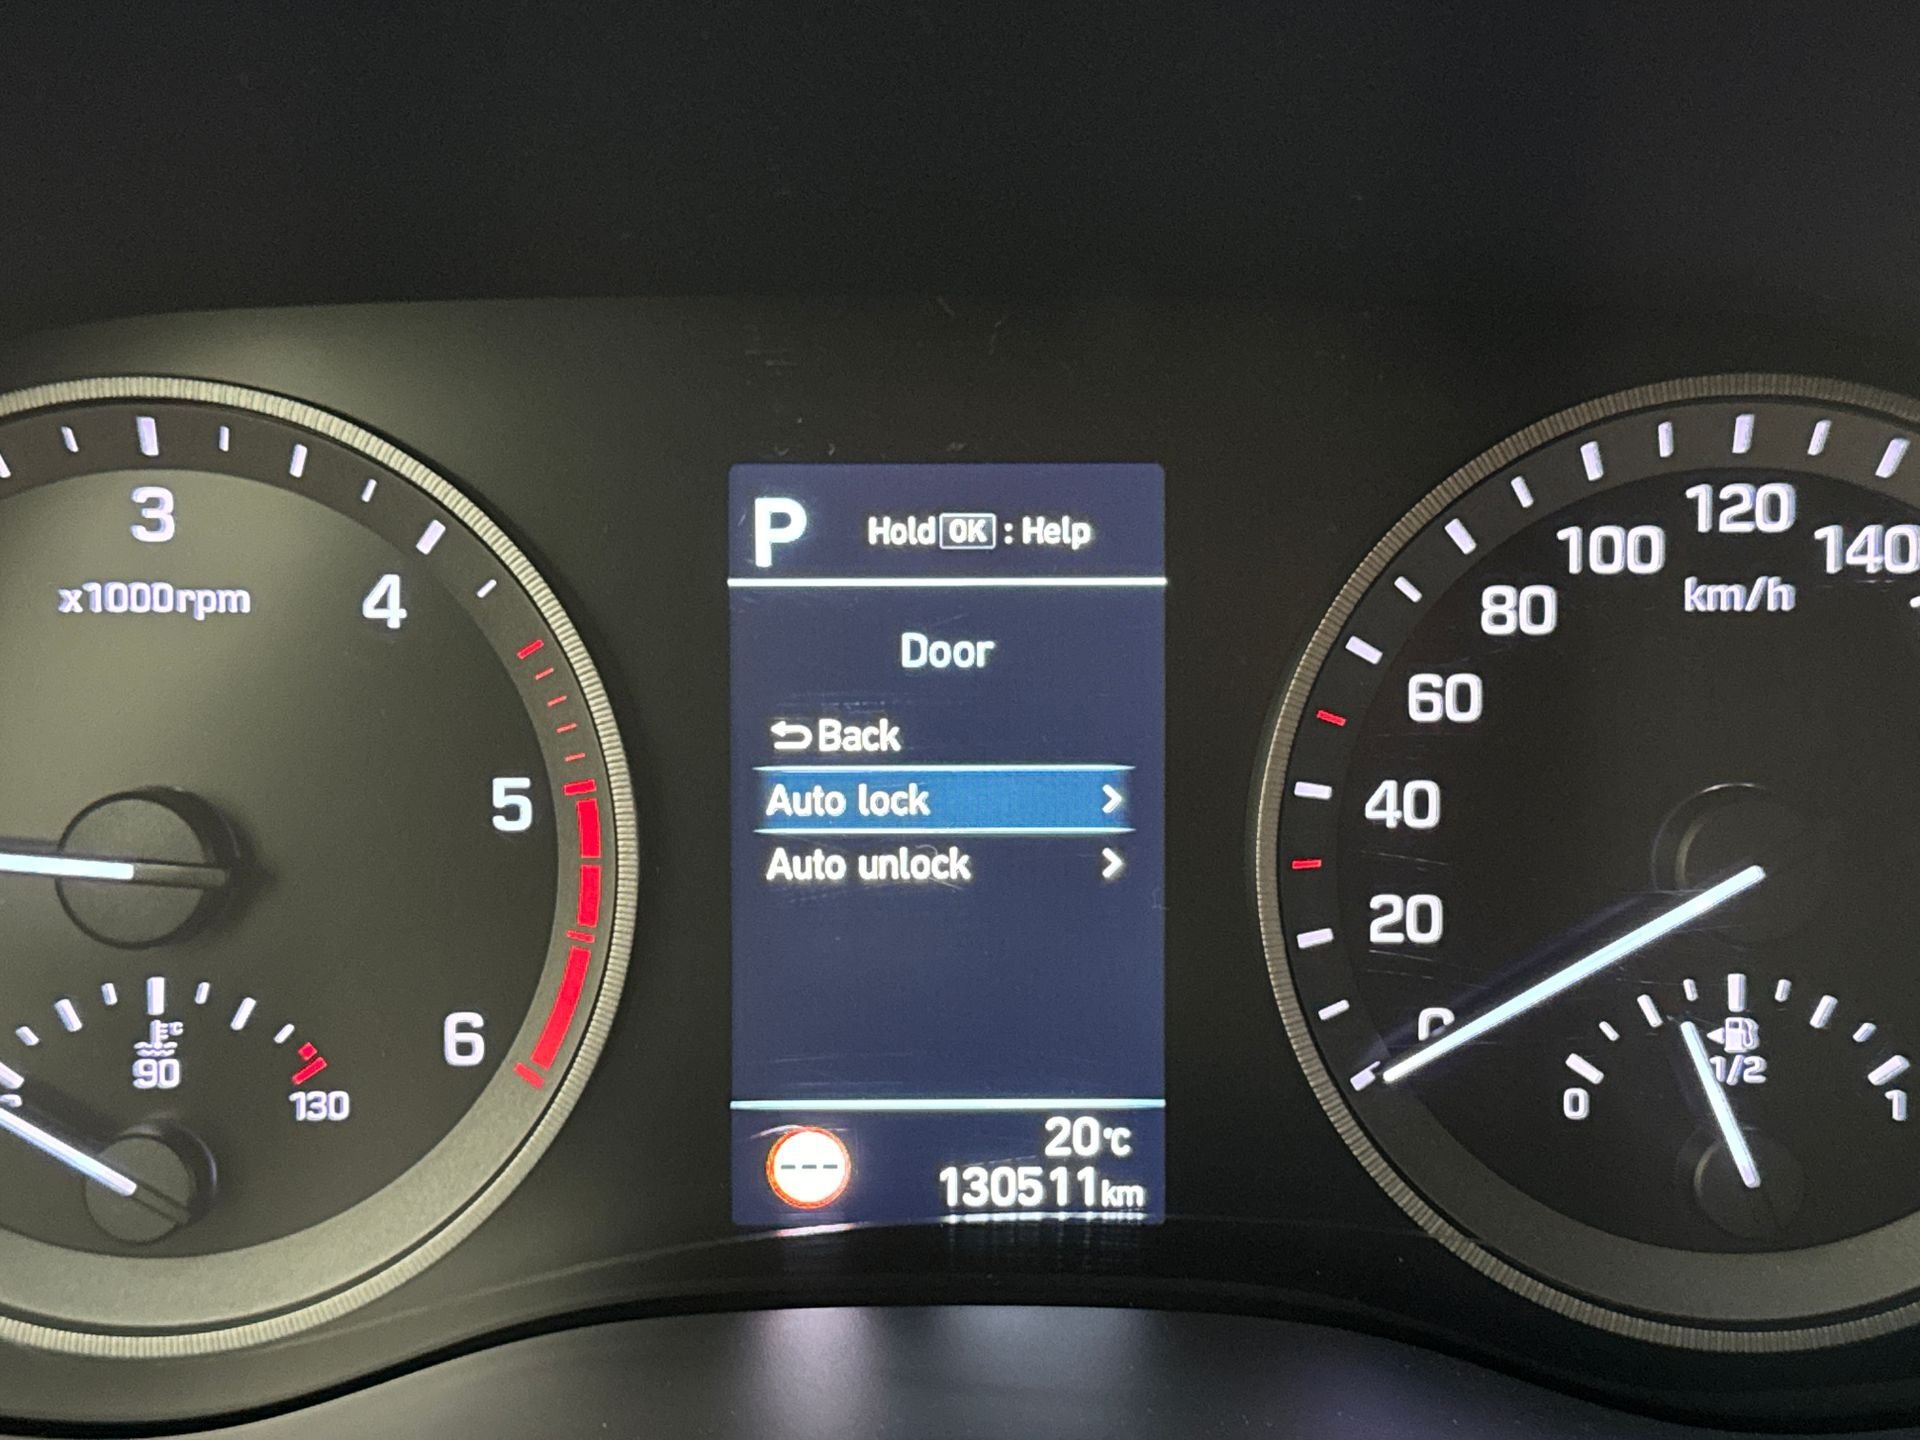 3
x1000rpm
4
5
6
90
130
P Hold OK : Help
Door
Back
Auto lock
Auto unlock
20°C
130511km
120
100
140
km/h
80
60
40
20
0
1/2
1